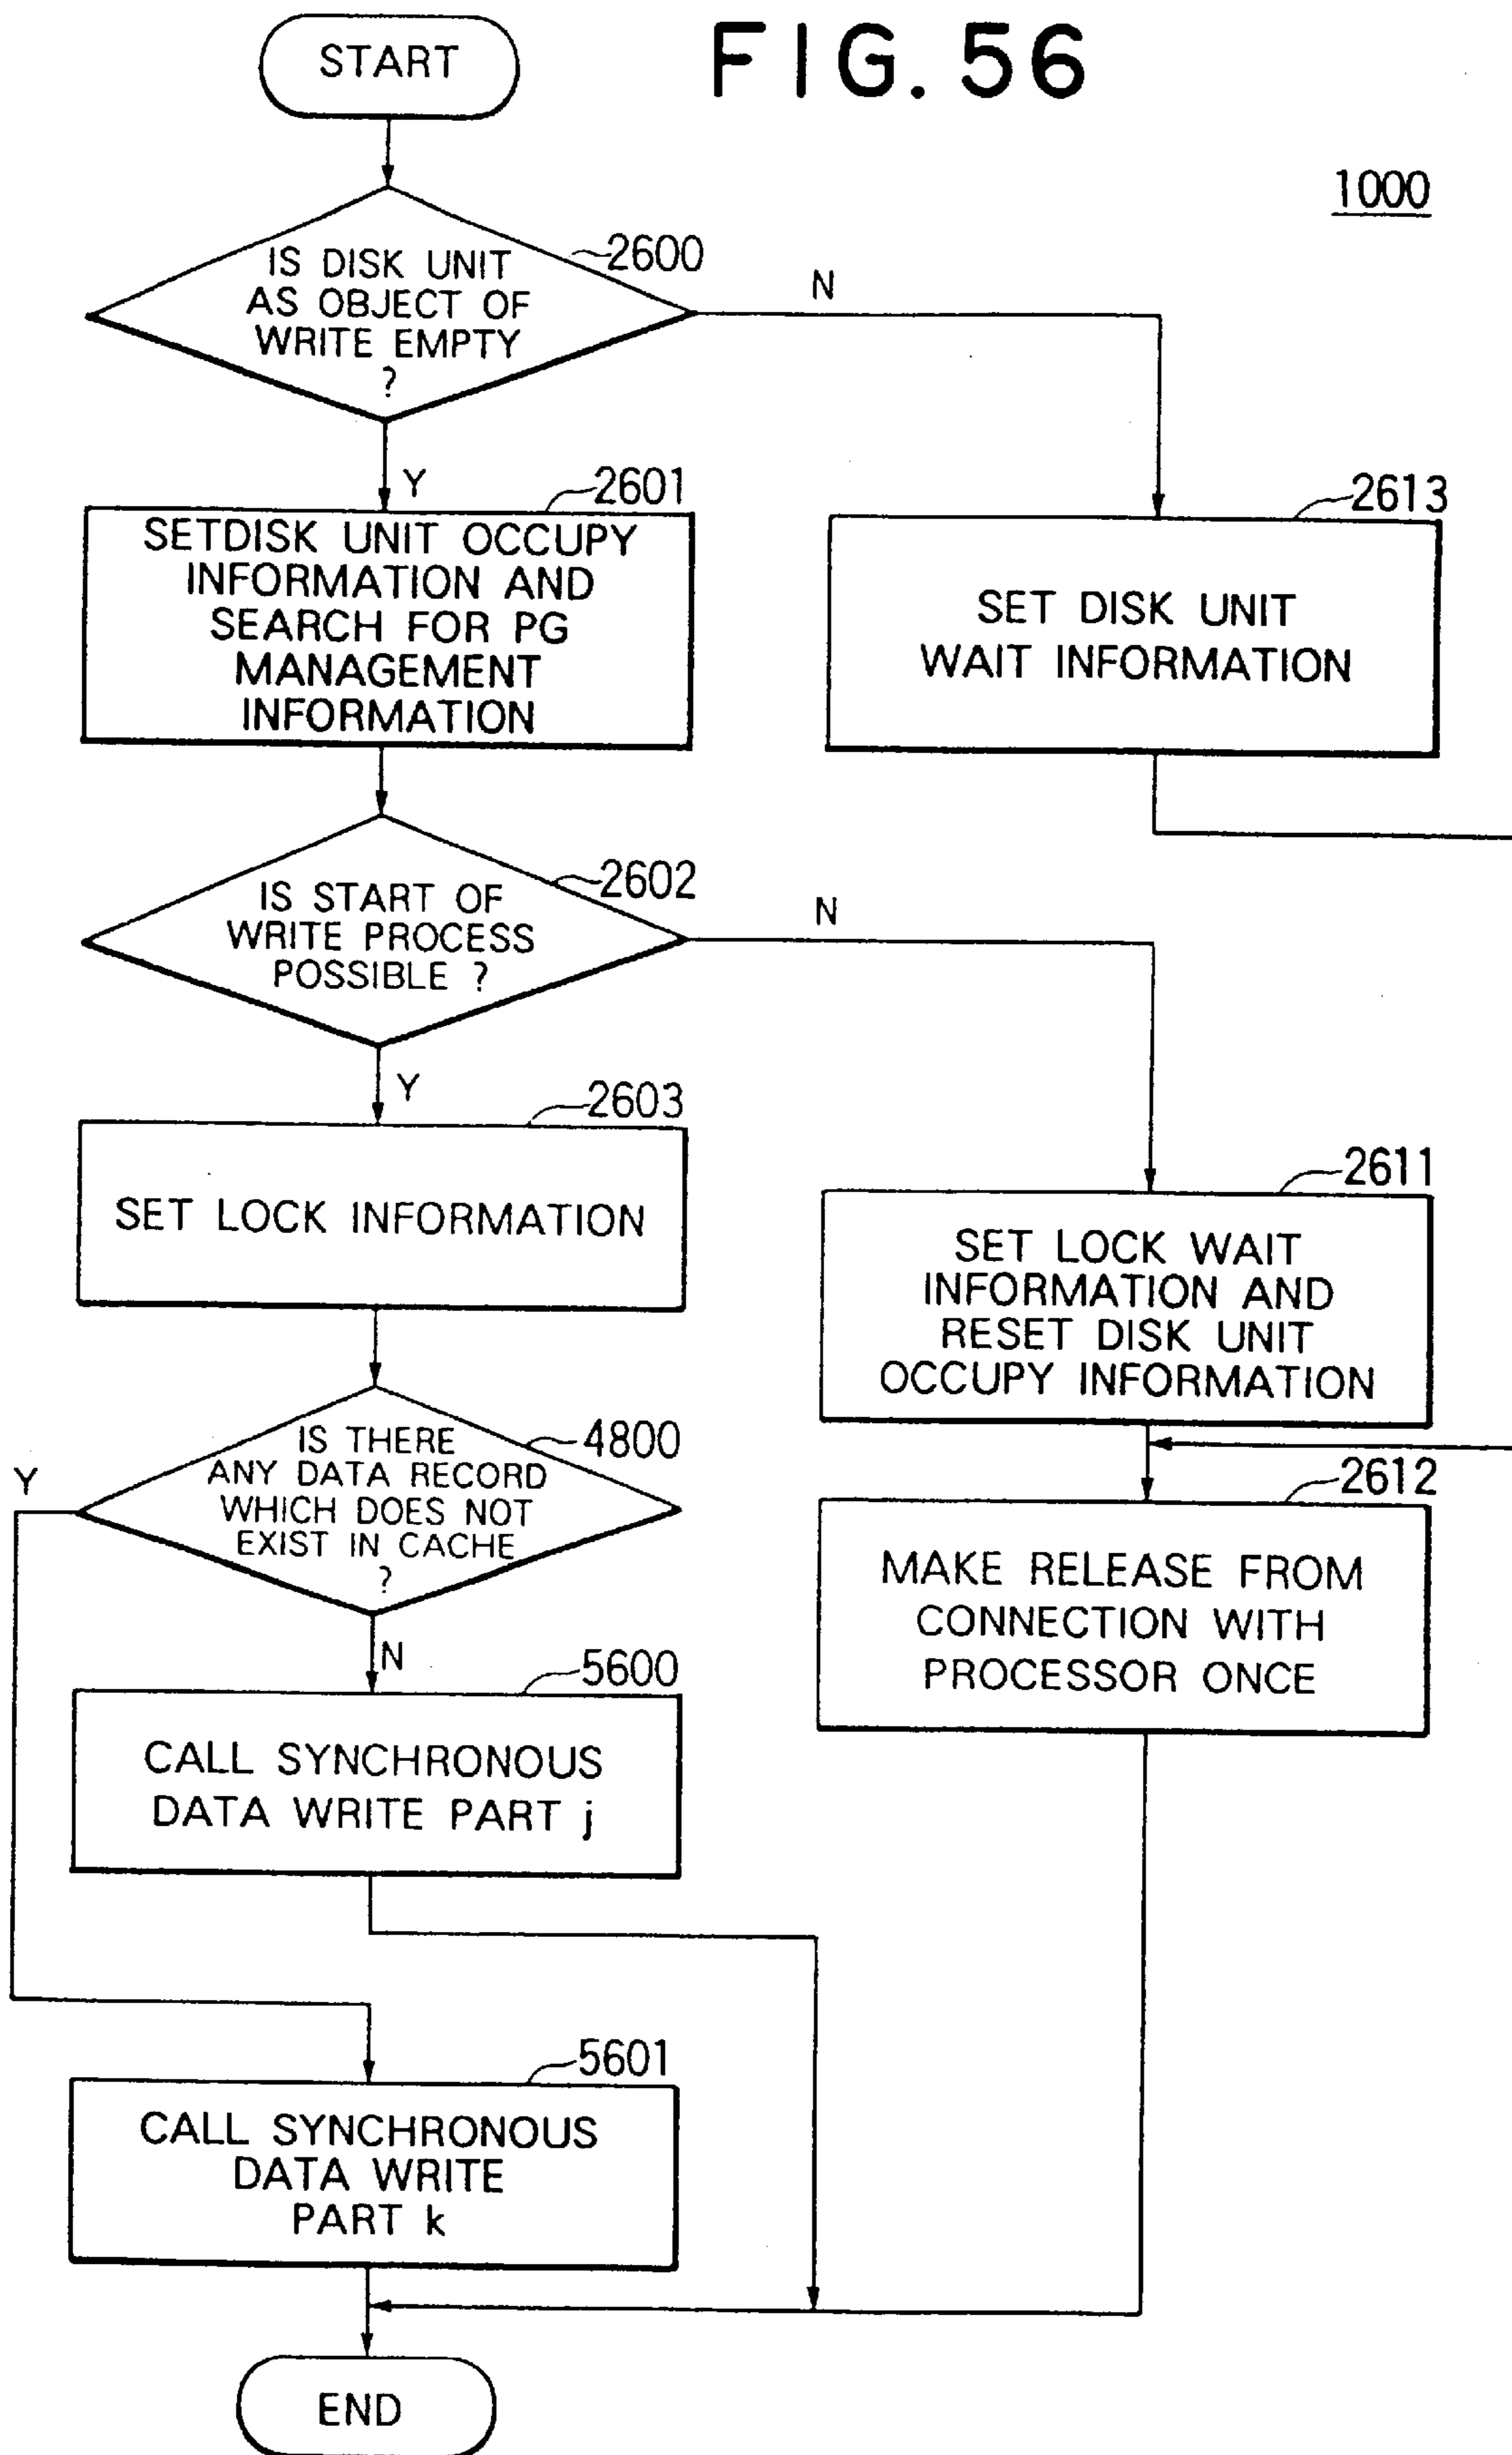 START
FIG. 56
1000
IS DISK UNIT
AS OBJECT OF
WRITE EMPTY
?
2600
N
Y
2601
SETDISK UNIT OCCUPY
INFORMATION AND
SEARCH FOR PG
MANAGEMENT
INFORMATION
2613
SET DISK UNIT
WAIT INFORMATION
IS START OF
WRITE PROCESS
POSSIBLE ?
2602
N
Y
2603
SET LOCK INFORMATION
2611
SET LOCK WAIT
INFORMATION AND
RESET DISK UNIT
OCCUPY INFORMATION
IS THERE
ANY DATA RECORD
WHICH DOES NOT
EXIST IN CACHE
?
4800
Y
N
2612
MAKE RELEASE FROM
CONNECTION WITH
PROCESSOR ONCE
5600
CALL SYNCHRONOUS
DATA WRITE PART j
5601
CALL SYNCHRONOUS
DATA WRITE
PART k
END